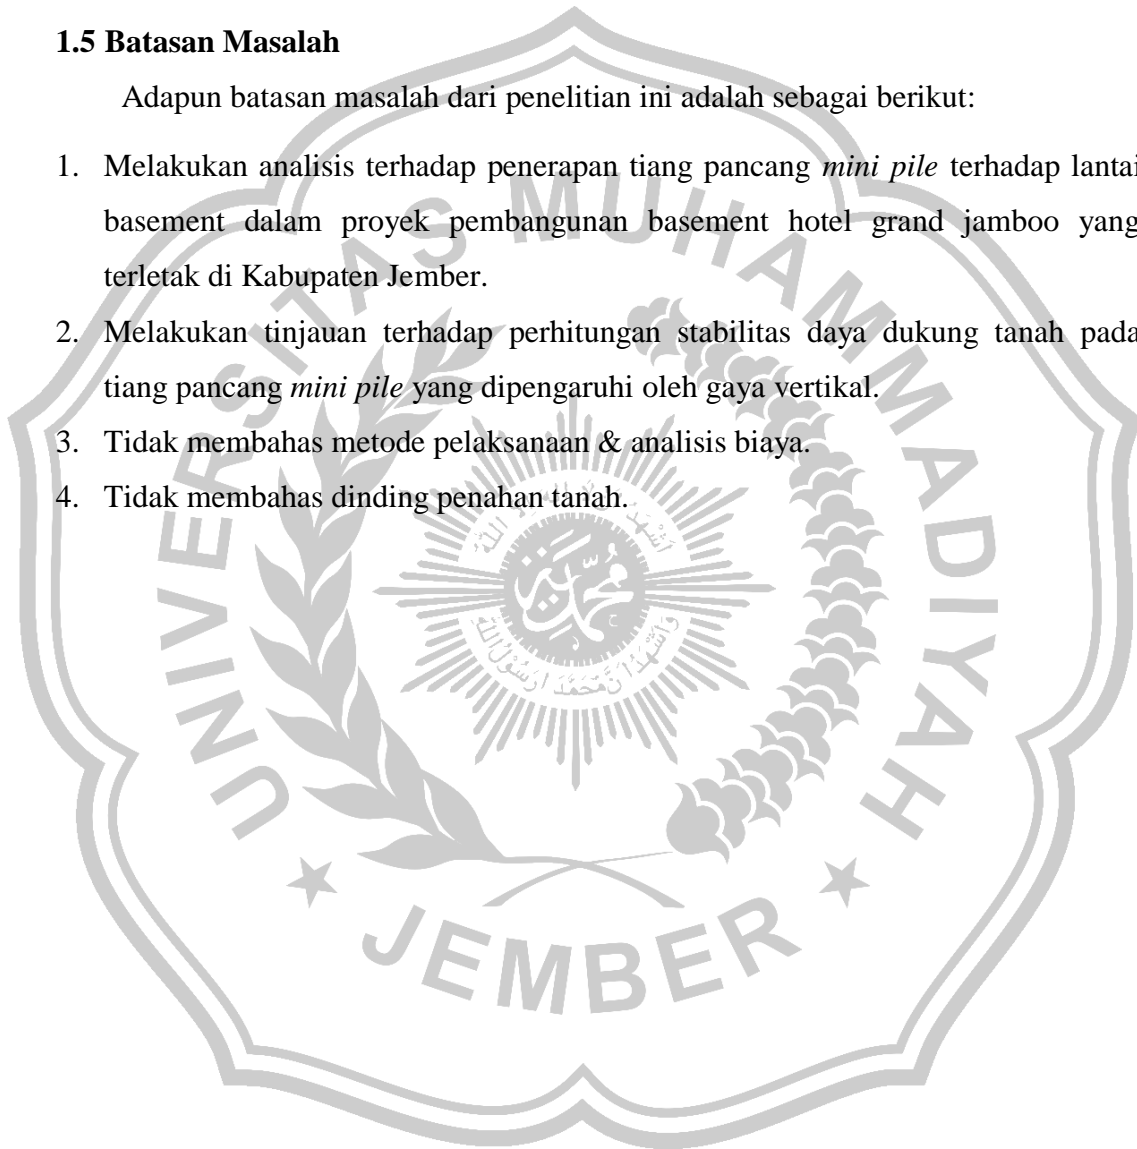 1.5 Batasan Masalah
Adapun batasan masalah dari penelitian ini adalah sebagai berikut:
1. Melakukan analisis terhadap penerapan tiang pancang mini pile terhadap lantai
basement dalam proyek pembangunan basement hotel grand jamboo yang
terletak di Kabupaten Jember.
2. Melakukan tinjauan terhadap perhitungan stabilitas daya dukung tanah pada
tiang pancang mini pile yang dipengaruhi oleh gaya vertikal.
3. Tidak membahas metode pelaksanaan & analisis biaya.
4. Tidak membahas dinding penahan tanah.
UNIVERSITAS MUHAMMADIYAH
JEMBER